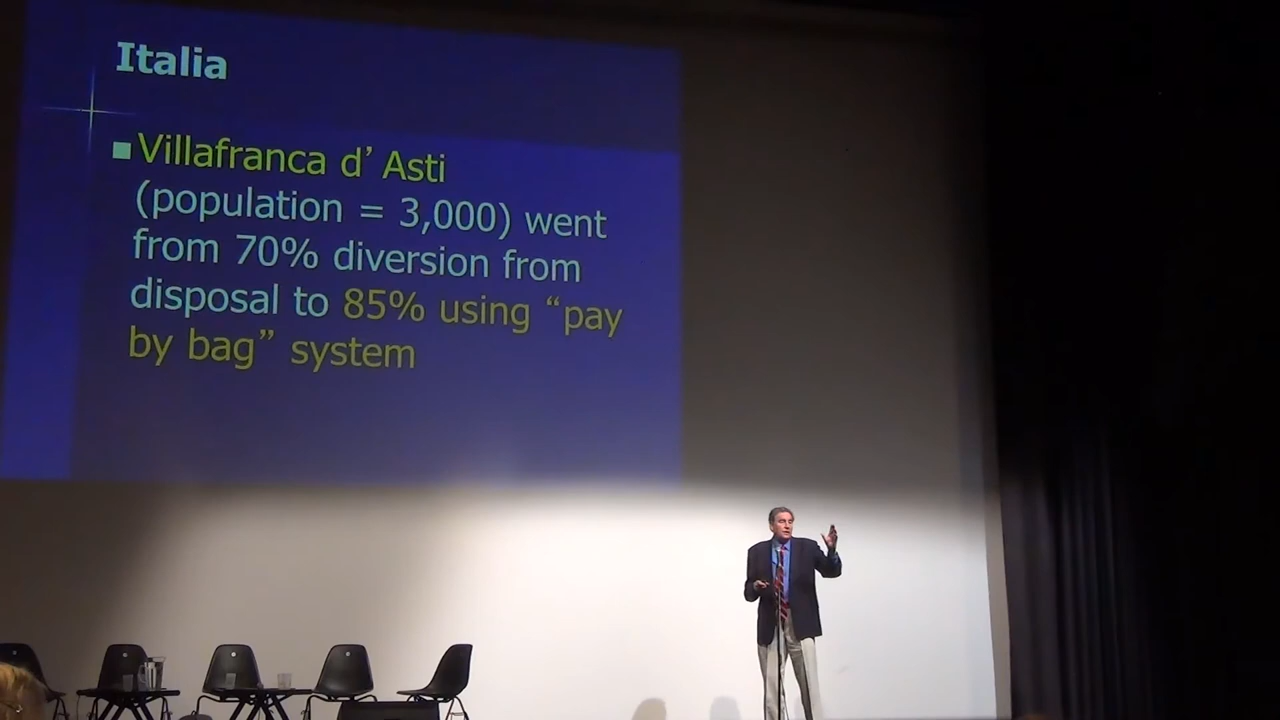 Italia
Villafranca d’ Asti
(population = 3,000) went
from 70% diversion from
disposal to 85% using “pay
by bag” system